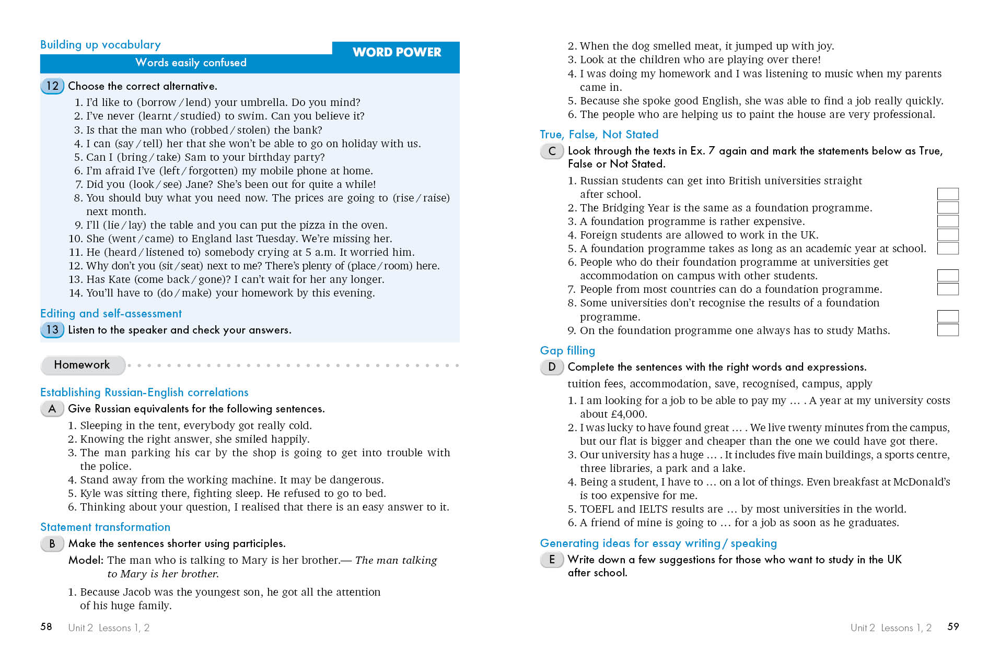 Building up vocabulary
WORD POWER
Words easily confused
12 Choose the correct alternative.
1. I’d like to (borrow / lend) your umbrella. Do you mind?
2. I’ve never (learnt / studied) to swim. Can you believe it?
3. Is that the man who (robbed / stolen) the bank?
4. I can (say / tell) her that she won’t be able to go on holiday with us.
5. Can I (bring / take) Sam to your birthday party?
6. I’m afraid I’ve (left / forgotten) my mobile phone at home.
7. Did you (look / see) Jane? She’s been out for quite a while!
8. You should buy what you need now. The prices are going to (rise / raise)
next month.
9. I’ll (lie / lay) the table and you can put the pizza in the oven.
10. She (went / came) to England last Tuesday. We’re missing her.
11. He (heard / listened to) somebody crying at 5 a.m. It worried him.
12. Why don’t you (sit / seat) next to me? There’s plenty of (place / room) here.
13. Has Kate (come back / gone)? I can’t wait for her any longer.
14. You’ll have to (do / make) your homework by this evening.
Editing and self-assessment
13 Listen to the speaker and check your answers.
Homework
Establishing Russian-English correlations
A Give Russian equivalents for the following sentences.
1. Sleeping in the tent, everybody got really cold.
2. Knowing the right answer, she smiled happily.
3. The man parking his car by the shop is going to get into trouble with
the police.
4. Stand away from the working machine. It may be dangerous.
5. Kyle was sitting there, fighting sleep. He refused to go to bed.
6. Thinking about your question, I realised that there is an easy answer to it.
Statement transformation
B Make the sentences shorter using participles.
Model: The man who is talking to Mary is her brother.— The man talking
to Mary is her brother.
1. Because Jacob was the youngest son, he got all the attention
of his huge family.
58 Unit 2 Lessons 1, 2
2. When the dog smelled meat, it jumped up with joy.
3. Look at the children who are playing over there!
4. I was doing my homework and I was listening to music when my parents
came in.
5. Because she spoke good English, she was able to find a job really quickly.
6. The people who are helping us to paint the house are very professional.
True, False, Not Stated
C Look through the texts in Ex. 7 again and mark the statements below as True,
False or Not Stated.
1. Russian students can get into British universities straight
after school.
2. The Bridging Year is the same as a foundation programme.
3. A foundation programme is rather expensive.
4. Foreign students are allowed to work in the UK.
5. A foundation programme takes as long as an academic year at school.
6. People who do their foundation programme at universities get
accommodation on campus with other students.
7. People from most countries can do a foundation programme.
8. Some universities don’t recognise the results of a foundation
programme.
9. On the foundation programme one always has to study Maths.
Gap filling
D Complete the sentences with the right words and expressions.
tuition fees, accommodation, save, recognised, campus, apply
1. I am looking for a job to be able to pay my … . A year at my university costs
about £4,000.
2. I was lucky to have found great … . We live twenty minutes from the campus,
but our flat is bigger and cheaper than the one we could have got there.
3. Our university has a huge … . It includes five main buildings, a sports centre,
three libraries, a park and a lake.
4. Being a student, I have to … on a lot of things. Even breakfast at McDonald’s
is too expensive for me.
5. TOEFL and IELTS results are … by most universities in the world.
6. A friend of mine is going to … for a job as soon as he graduates.
Generating ideas for essay writing / speaking
E Write down a few suggestions for those who want to study in the UK
after school.
Unit 2 Lessons 1, 2 59